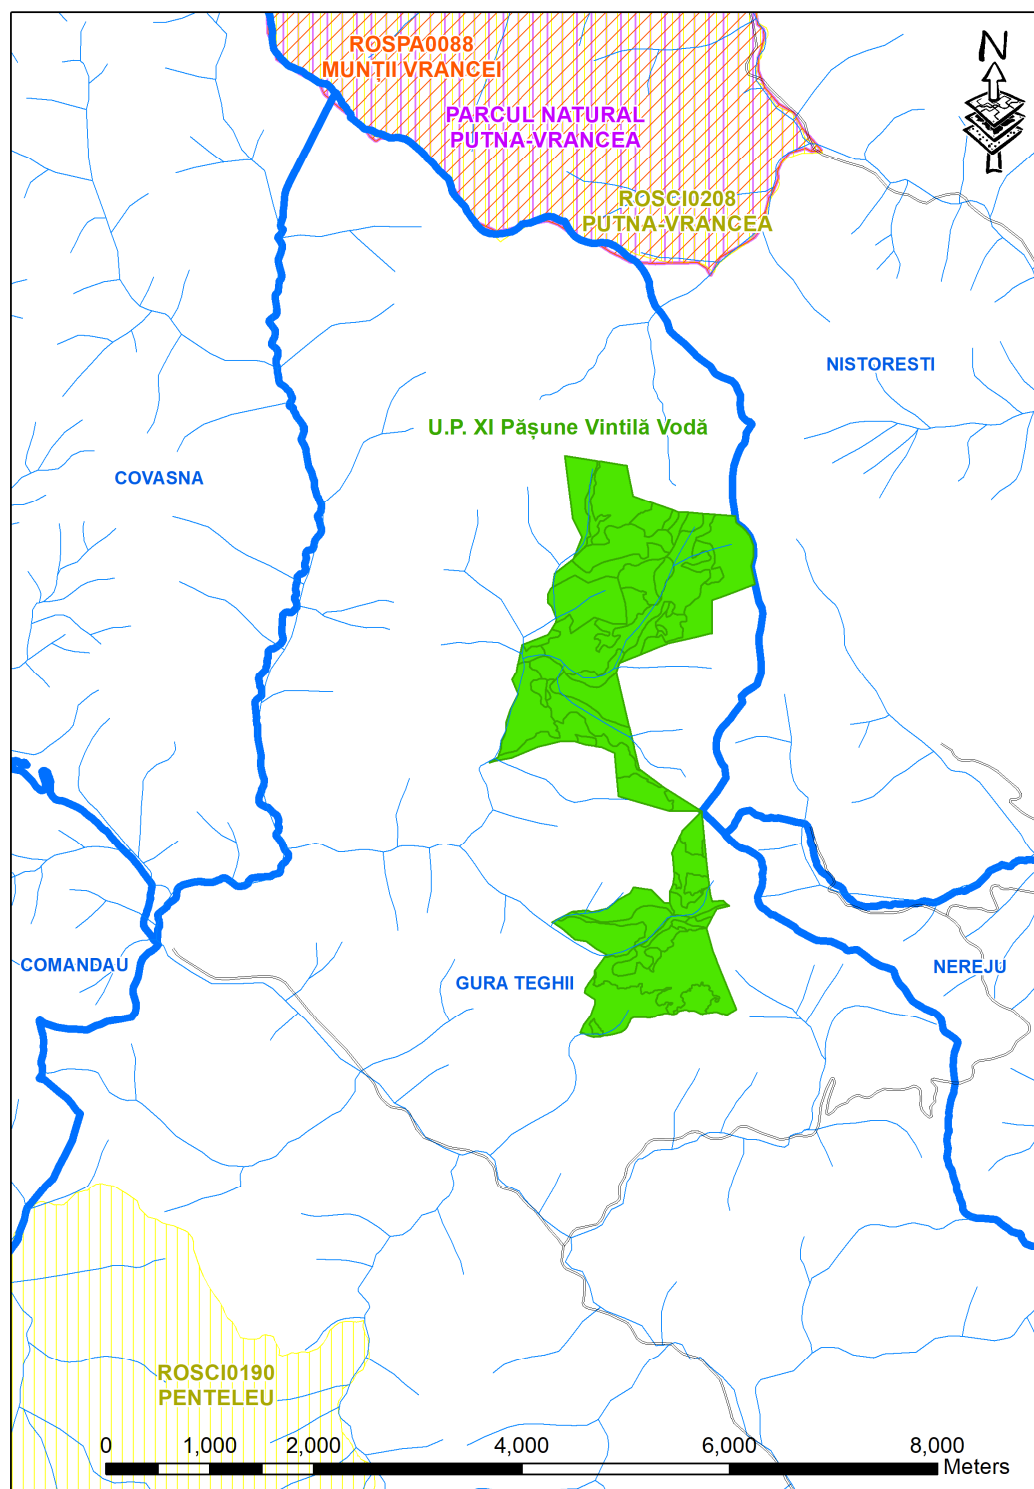 N
ROSPA0088
MUNȚII VRANCEI
PARCUL NATURAL
PUTNA-VRANCEA
ROSCI0208
PUTNA-VRANCEA
NISTORESTI
U.P. XI Pășune Vintilă Vodă
COVASNA
COMANDAU
GURA TEGHII
NEREJU
ROSCI0190
PENTELEU
0 1,000 2,000 4,000 6,000 8,000
Meters